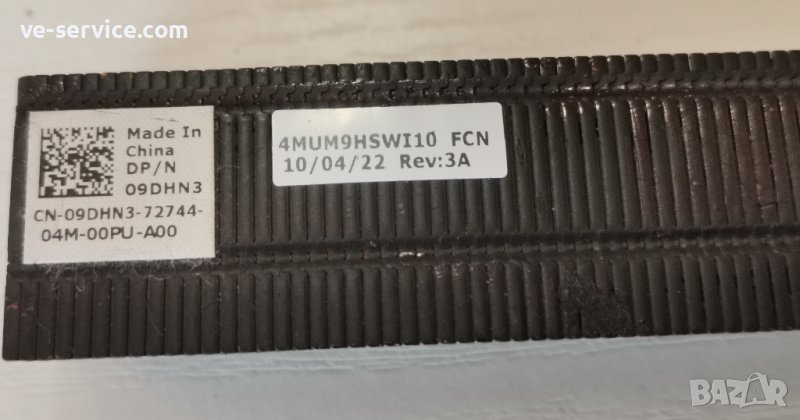 ve-service.com
Made In
China
DP/N
09DHN3
CN-09DHN3-72744-
04M-00PU-A00
4MUM9HSWI10 FCN
10/04/22 Rev:3A
BAZAR